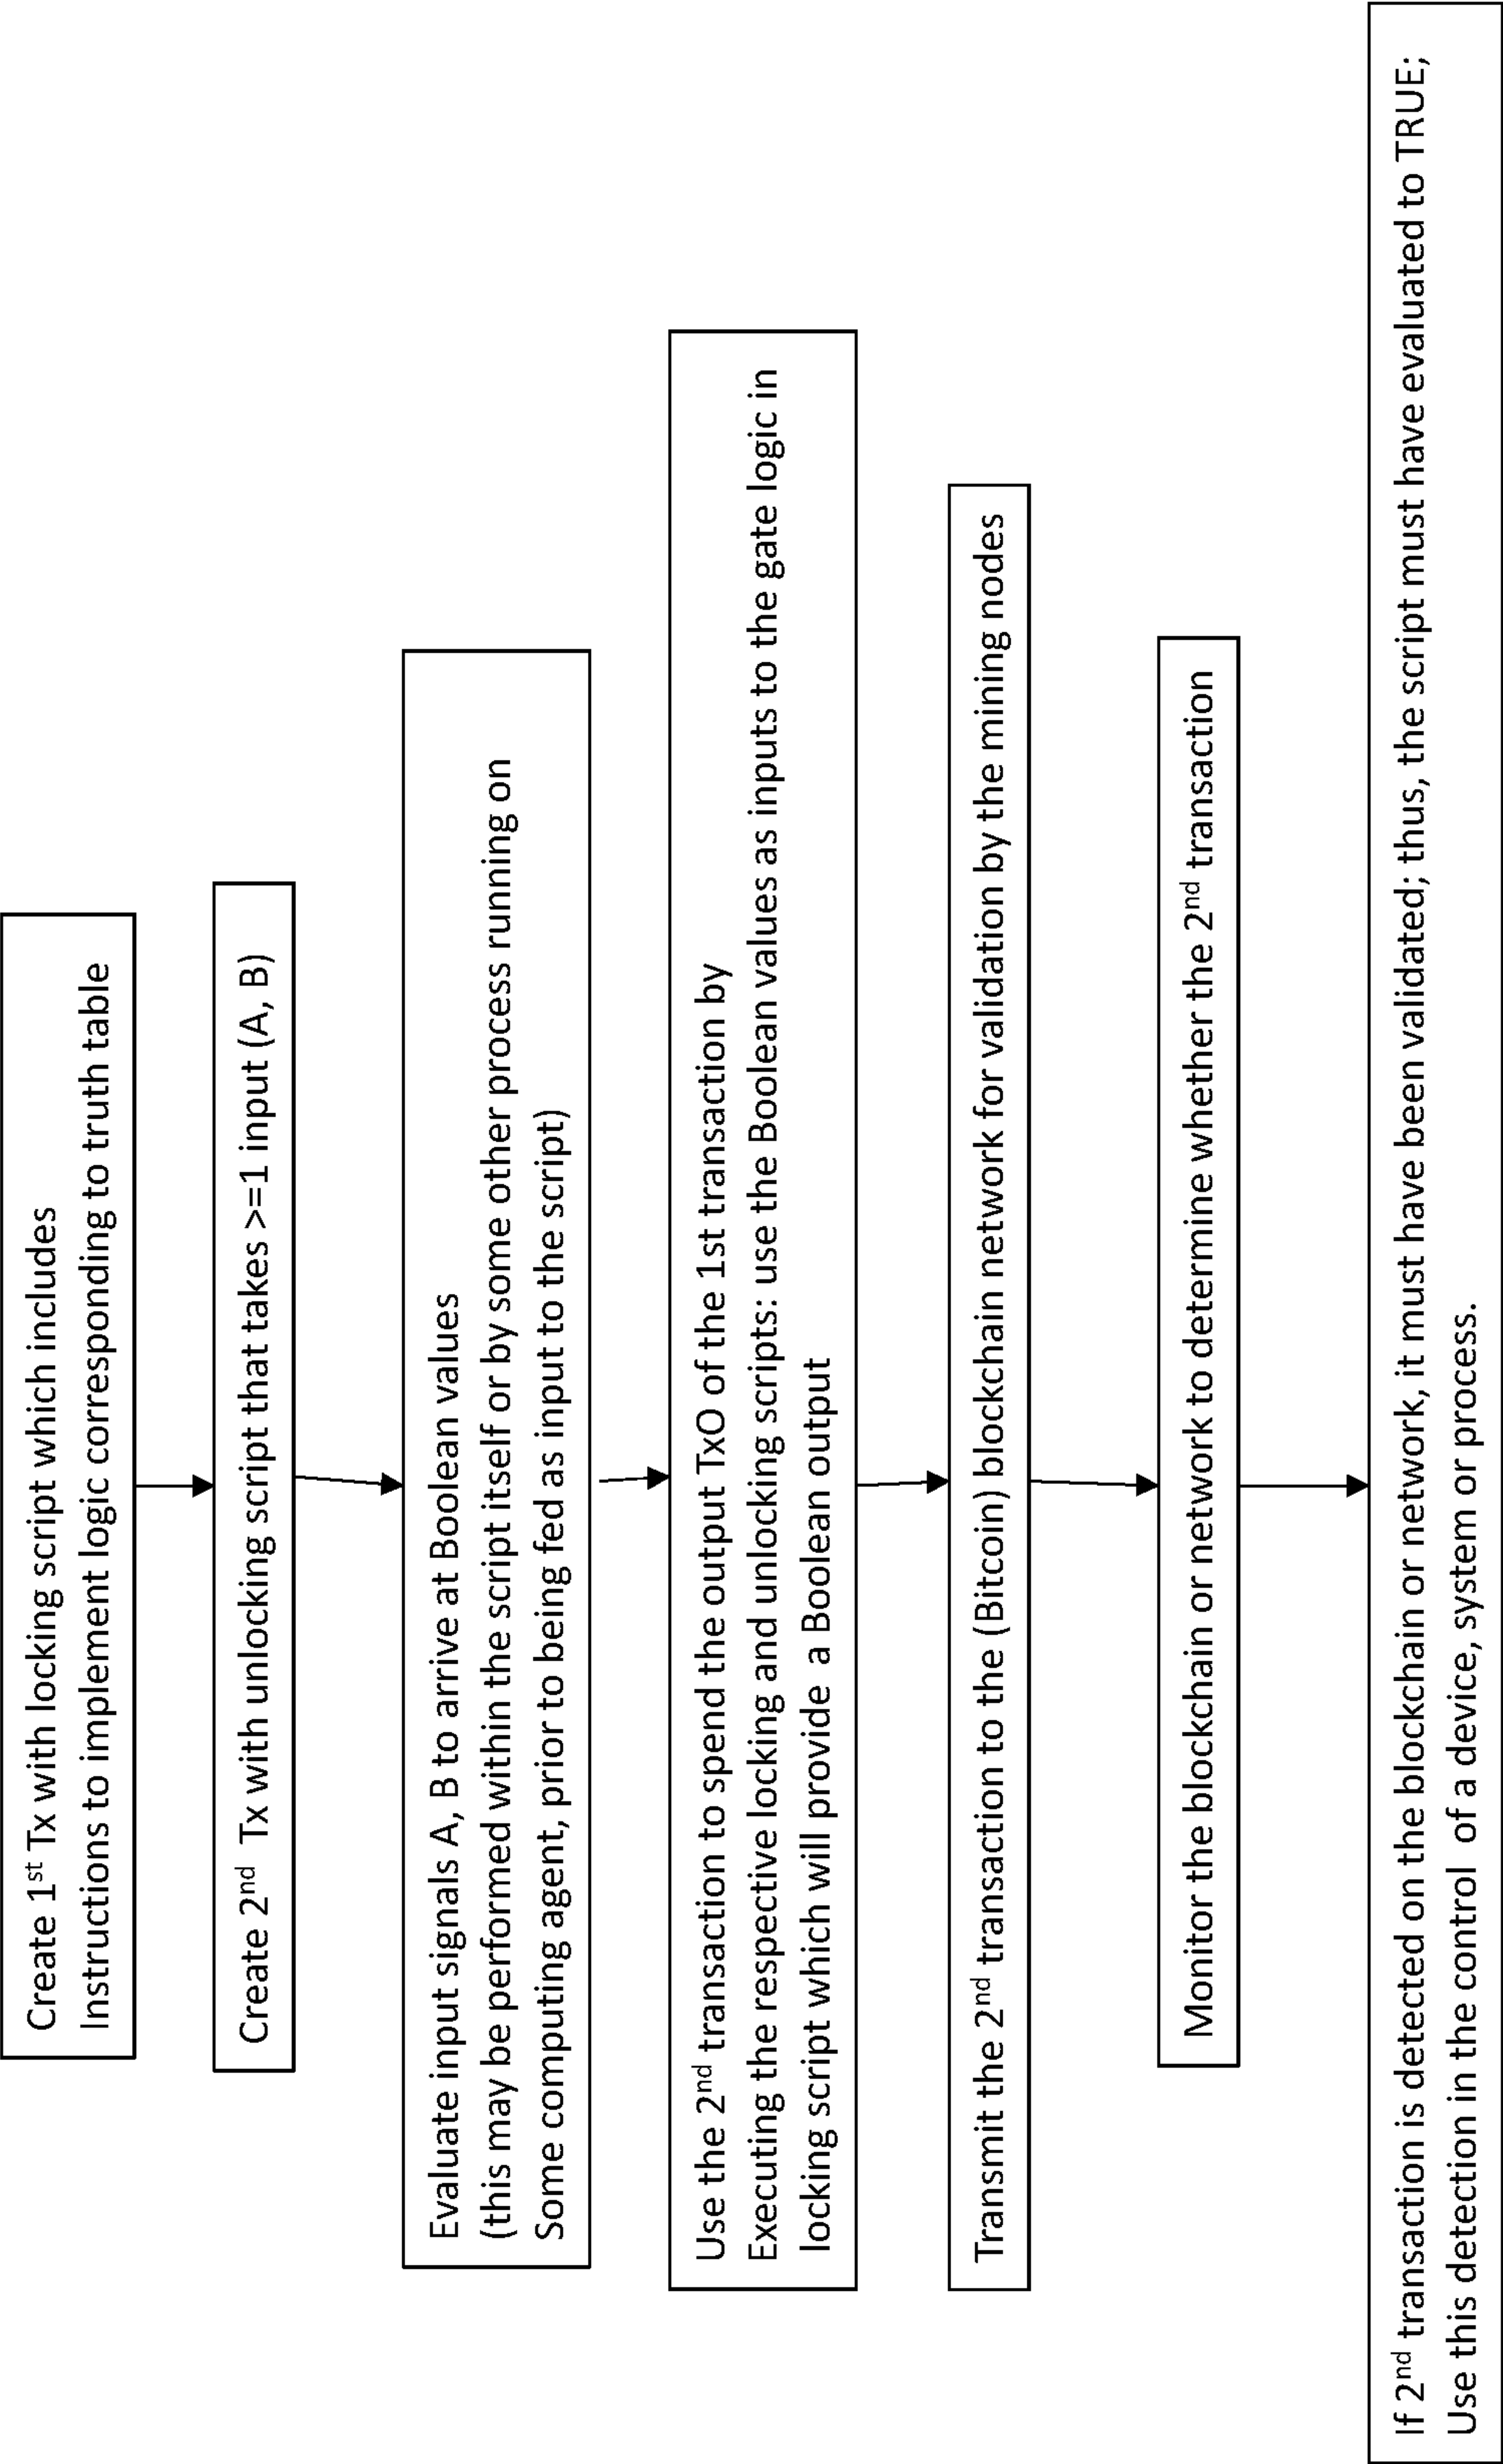 Create 1st Tx with locking script which includes
Instructions to implement logic corresponding to truth table
Create 2nd Tx with unlocking script that takes >=1 input (A, B)
Evaluate input signals A, B to arrive at Boolean values
(this may be performed within the script itself or by some other process running on
Some computing agent, prior to being fed as input to the script)
Use the 2nd transaction to spend the output TxO of the 1st transaction by
Executing the respective locking and unlocking scripts: use the Boolean values as inputs to the gate logic in
locking script which will provide a Boolean output
Transmit the 2nd transaction to the (Bitcoin) blockchain network for validation by the mining nodes
Monitor the blockchain or network to determine whether the 2nd transaction
If 2nd transaction is detected on the blockchain or network, it must have been validated; thus, the script must have evaluated to TRUE;
Use this detection in the control of a device, system or process.